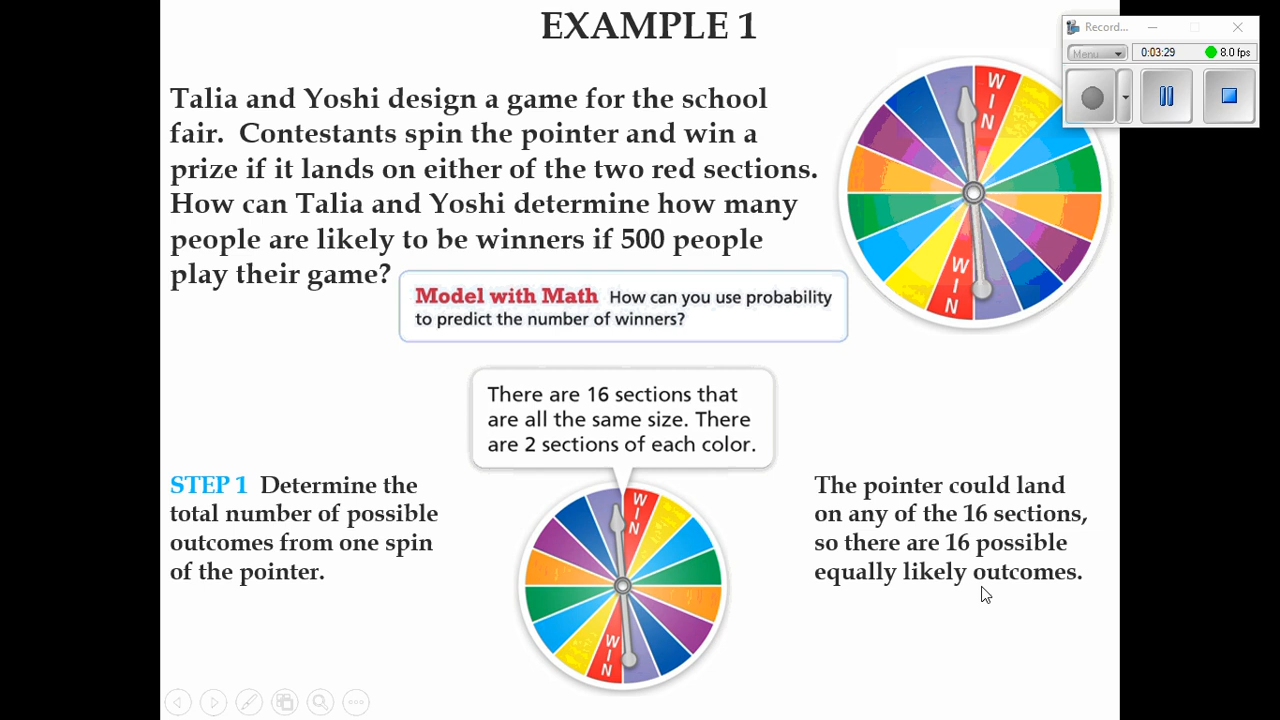 EXAMPLE 1
Record...
Menu
0:03:29
8.0 fps
Talia and Yoshi design a game for the school
fair. Contestants spin the pointer and win a
prize if it lands on either of the two red sections.
How can Talia and Yoshi determine how many
people are likely to be winners if 500 people
play their game?
WIN
WIN
Model with Math How can you use probability
to predict the number of winners?
There are 16 sections that
are all the same size. There
are 2 sections of each color.
STEP 1 Determine the
total number of possible
outcomes from one spin
of the pointer.
WIN
WIN
The pointer could land
on any of the 16 sections,
so there are 16 possible
equally likely outcomes.